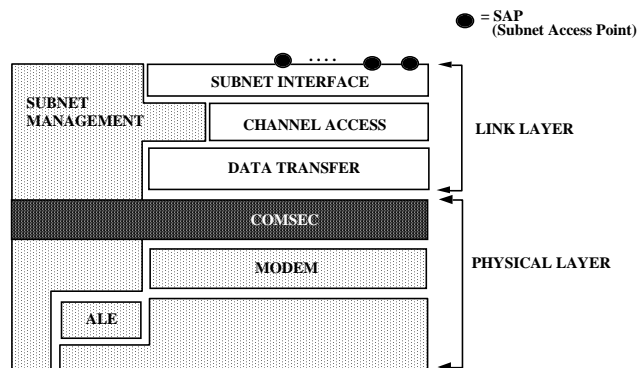 = SAP
(Subnet Access Point)
....
SUBNET INTERFACE
SUBNET
MANAGEMENT
CHANNEL ACCESS
LINK LAYER
DATA TRANSFER
COMSEC
MODEM
PHYSICAL LAYER
ALE